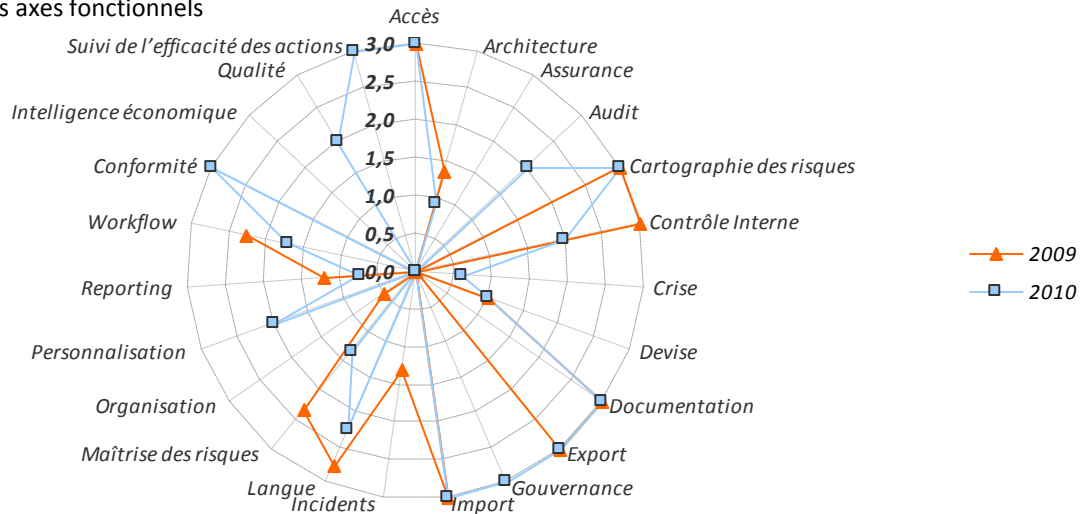 s axes fonctionnels
Accès
Suivi de l'efficacité des actions
3,0
Architecture
Qualité
2,5
Assurance
Intelligence économique
2,0
Audit
Conformité
1,5
Cartographie des risques
1,0
Workflow
0,5
Contrôle Interne
0,0
2009
Reporting
Crise
2010
Personnalisation
Devise
Organisation
Documentation
Maîtrise des risques
Export
Langue
Gouvernance
Incidents
Import